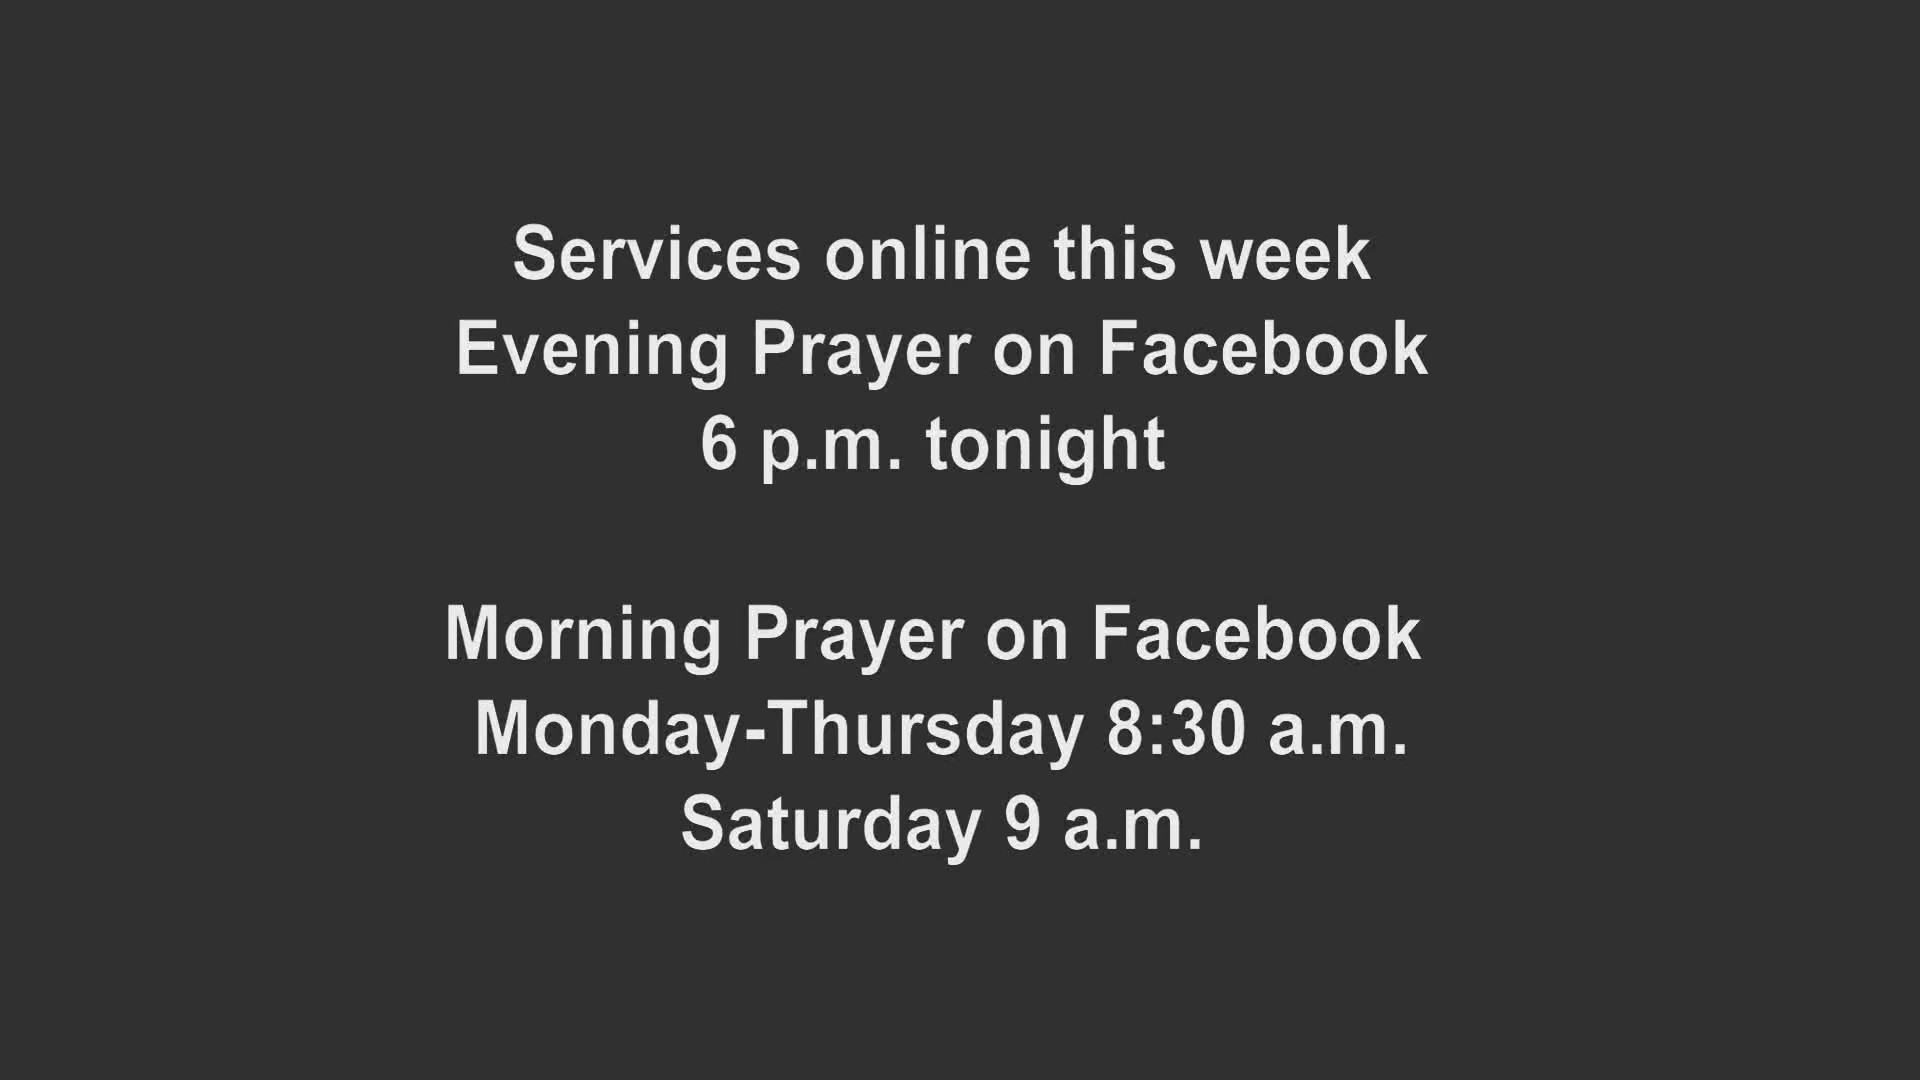 Services online this week
Evening Prayer on Facebook
6 p.m. tonight
Morning Prayer on Facebook
Monday-Thursday 8:30 a.m.
Saturday 9 a.m.